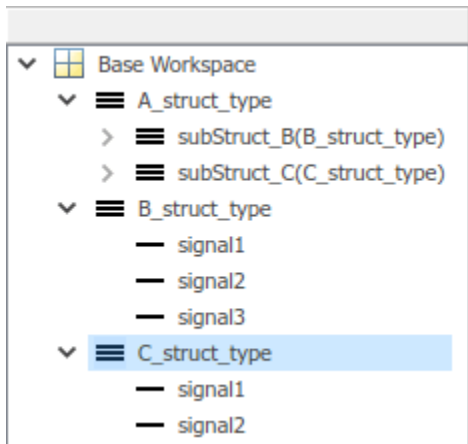 Base Workspace
A_struct_type
subStruct_B(B_struct_type)
subStruct_C(C_struct_type)
B_struct_type
signal1
signal2
signal3
C_struct_type
signal1
signal2